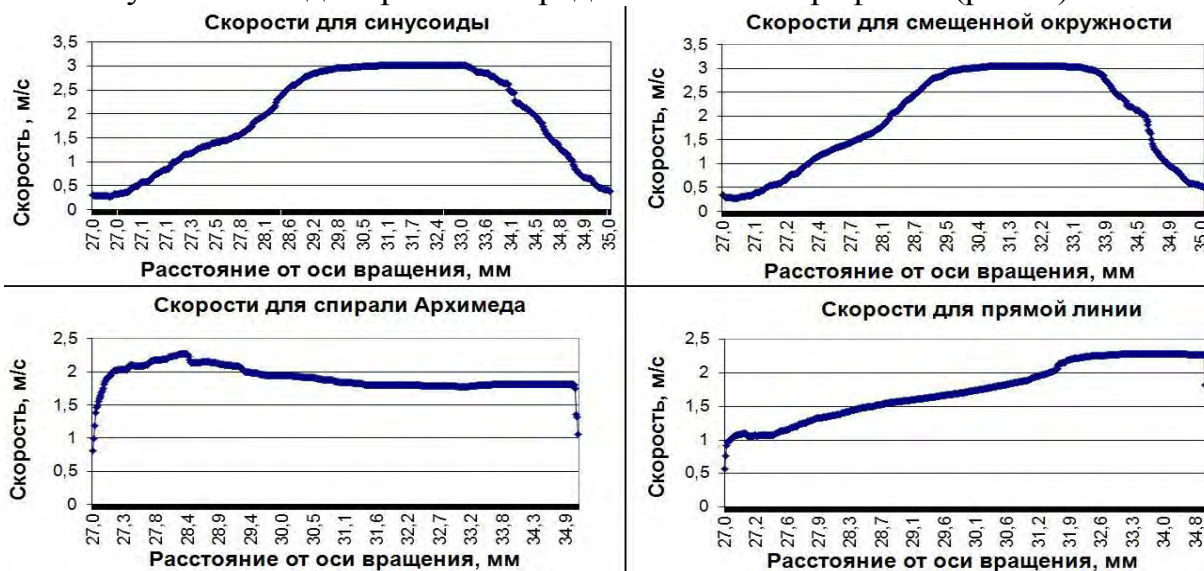 Скорости для синусоиды
3,5
3
2,5
2
1,5
1
0,5
0
Скорость , м/с
27,0 27,0 27,1 27,1 27,3 27,5 27,8 28,1 28,6 29,2 29,8 30,5 31,1 31,7 32,4 33,0 33,6 34,1 34,5 34,8 34,9 35,0
Расстояние от оси вращения, мм
Скорости для смещенной окружности
3,5
3
2,5
2
1,5
1
0,5
0
Скорость, м/с
27,0 27,1 27,2 27,4 27,7 28,1 28,7 29,5 30,4 31,3 32,2 33,1 33,9 34,5 34,9 35,0
Расстояние от оси вращения, мм
Скорости для спирали Архимеда
2,5
2
1,5
1
0,5
0
Скорость, м/с
27,0 27,3 27,8 28,4 28,9 29,4 30,0 30,5 31,1 31,6 32,2 32,7 33,2 33,8 34,3 34,9
Расстояние от оси вращения, мм
Скорости для прямой линии
2,5
2
1,5
1
0,5
0
Скорость, м/с
27,0 27,2 27,6 27,9 28,3 28,7 29,1 29,6 30,1 30,6 31,2 31,9 32,6 33,3 34,0 34,8
Расстояние от оси вращения, мм